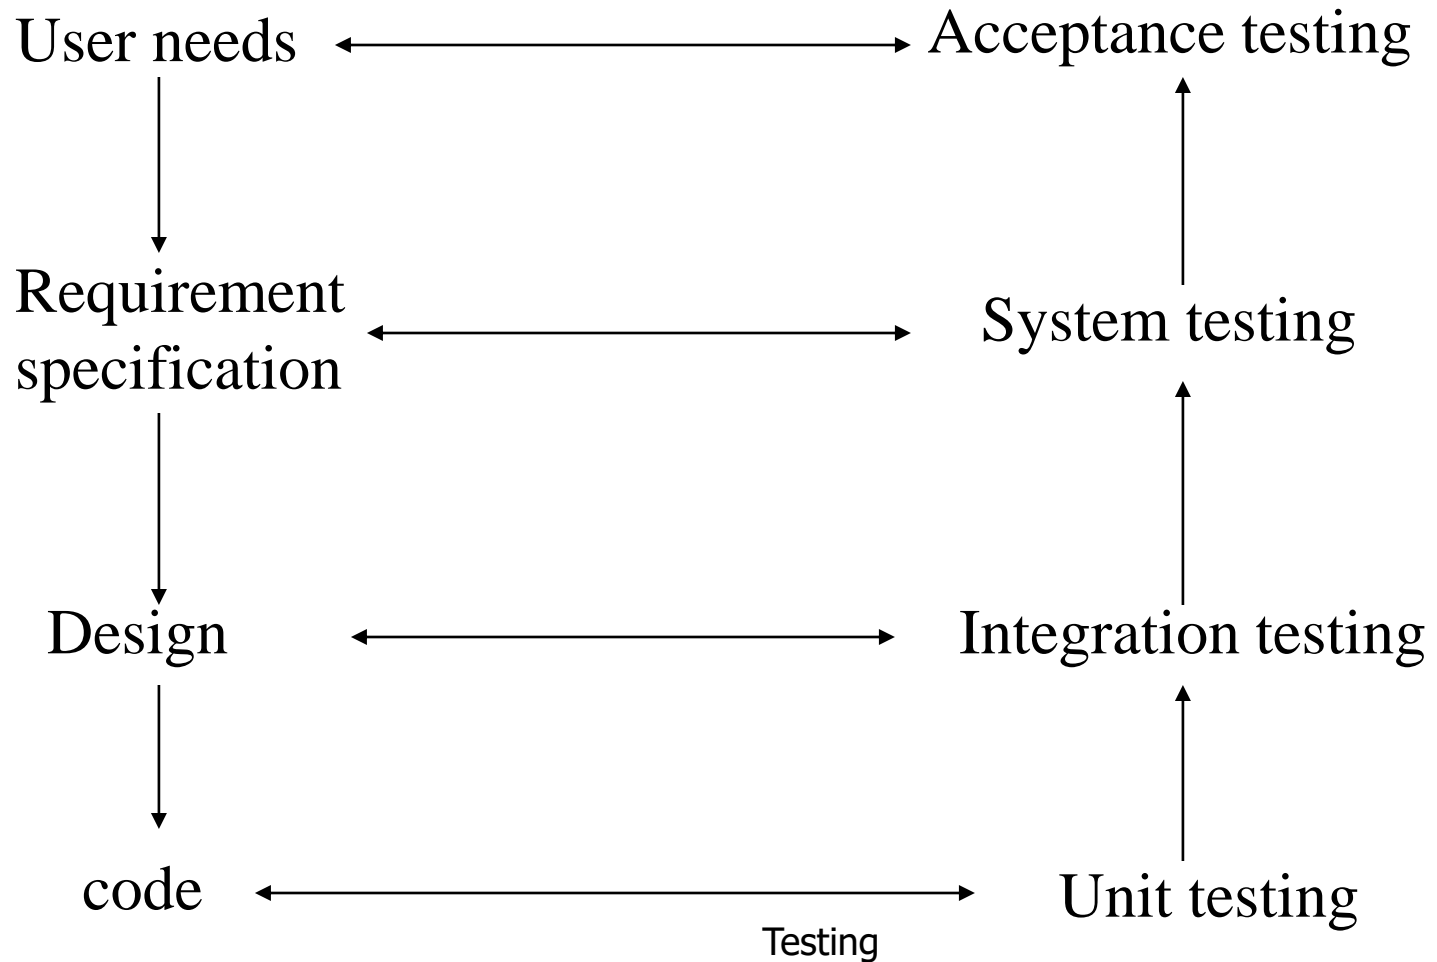 User needs
Acceptance testing
Requirement
specification
System testing
Design
Integration testing
code
Unit testing
Testing